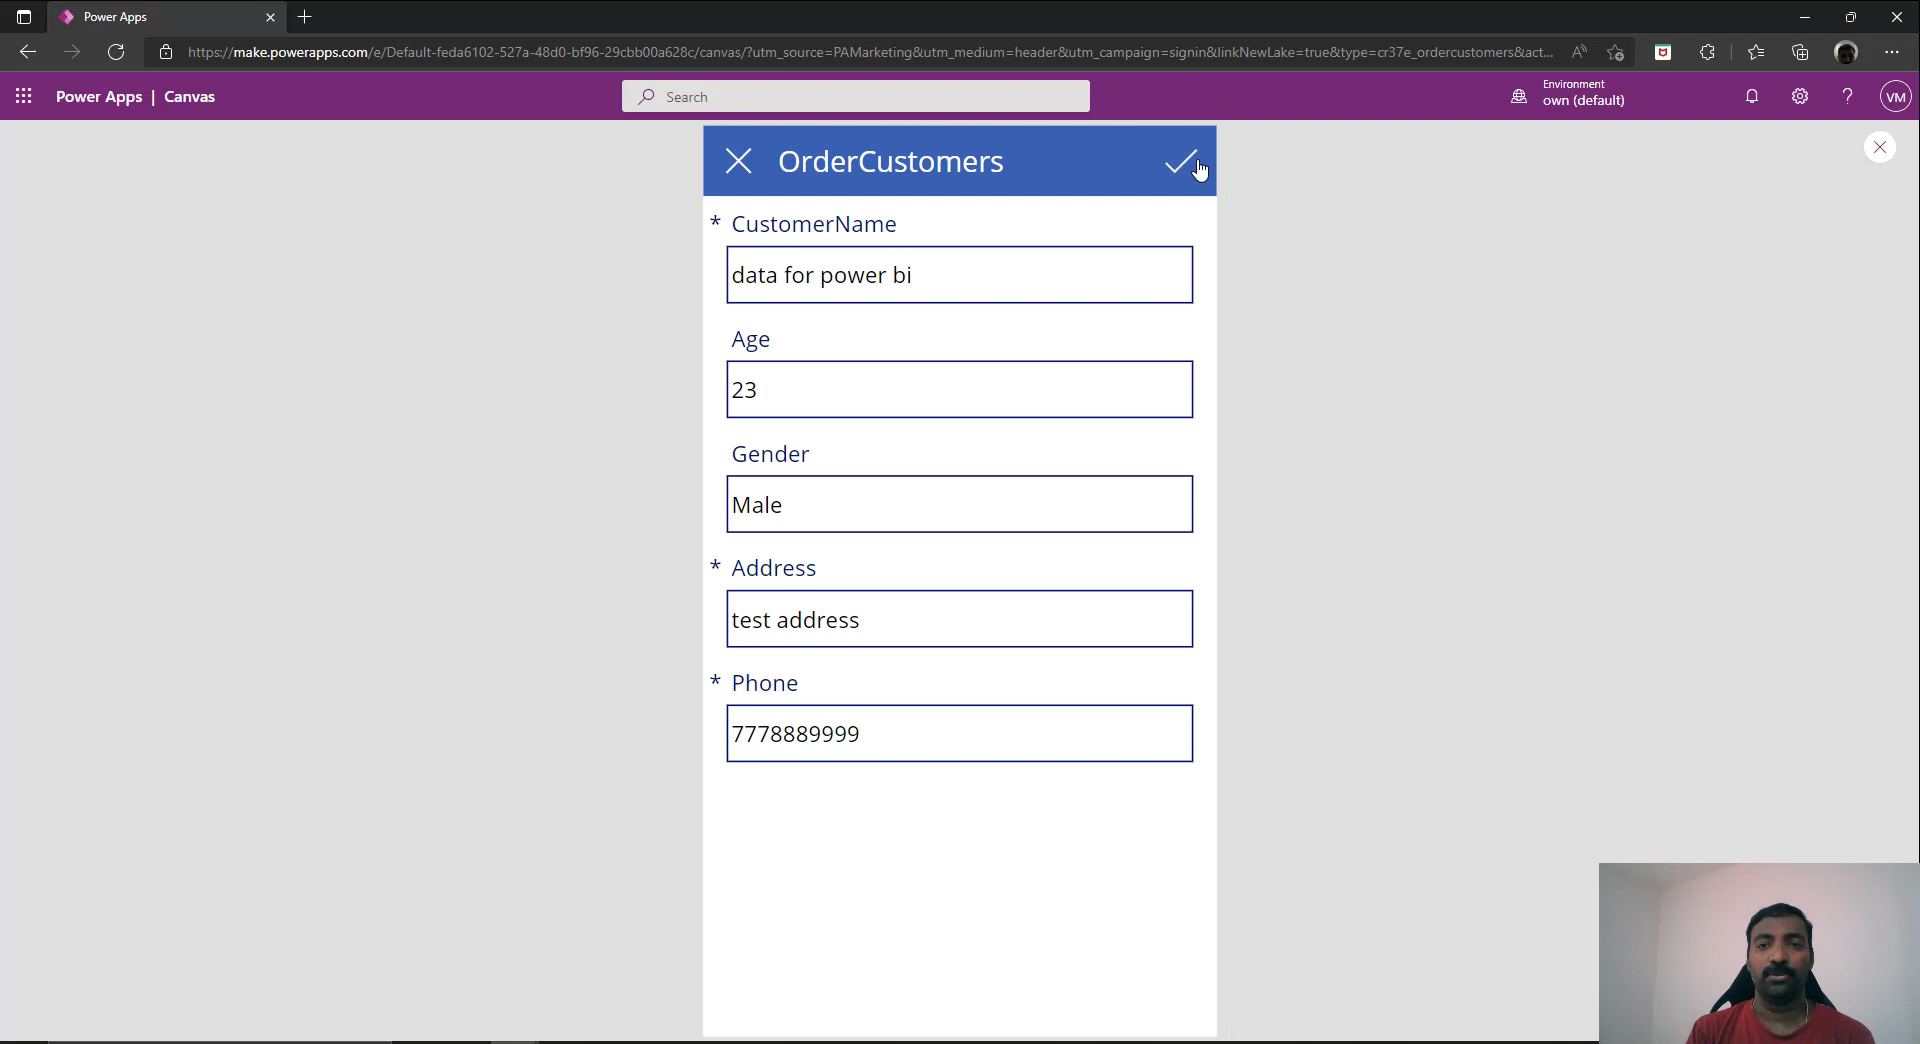 Power Apps
https://make.powerapps.com/e/Default-feda6102-527a-48d0-bf96-29cbb00a628c/canvas/?utm_source=PAMarketing&utm_medium=header&utm_campaign=signin&linkNewLake=true&type=cr37e_ordercustomers&act...
Power Apps | Canvas
Search
Environment
own (default)
VM
OrderCustomers
* CustomerName
data for power bi
Age
23
Gender
Male
* Address
test address
* Phone
7778889999